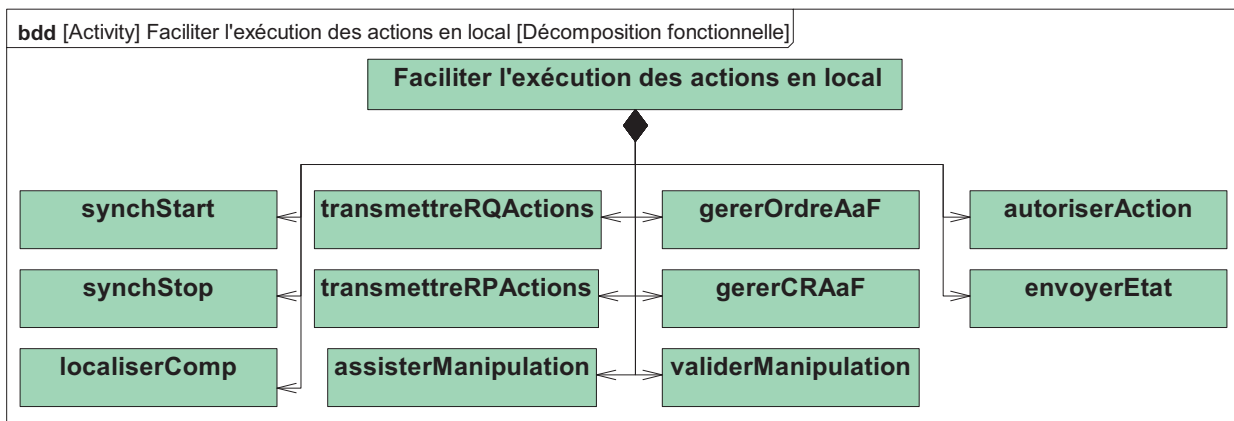 bdd [Activity] Faciliter l'exécution des actions en local [Décomposition fonctionnelle]
Faciliter l'exécution des actions en local
synchStart
transmettreRQActions
gererOrdreAaF
autoriserAction
synchStop
transmettreRPActions
gererCRAaF
envoyerEtat
localiserComp
assisterManipulation
validerManipulation